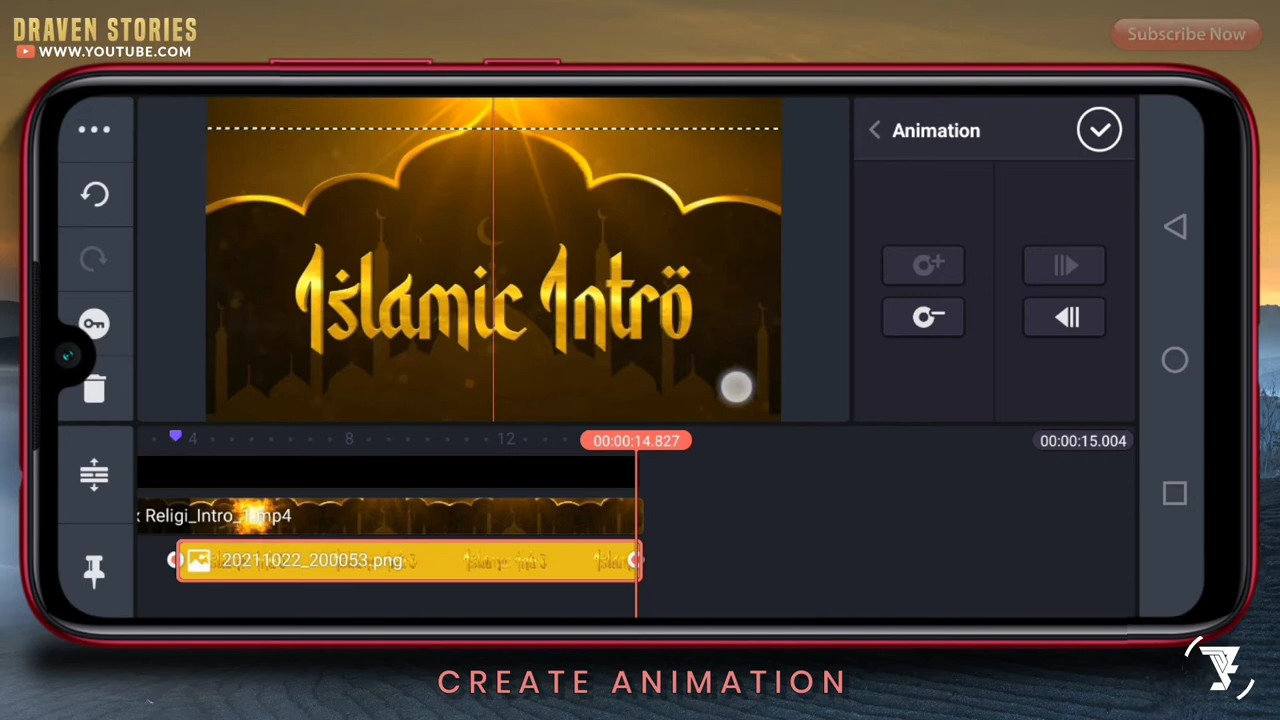 DRAVEN STORIES
WWW.YOUTUBE.COM
Subscribe Now
Animation
Islamic Intro
4
8
12
00:00:14.827
00:00:15.004
x Religi_Intro_1.mp4
20211022_200053.png
CREATE ANIMATION